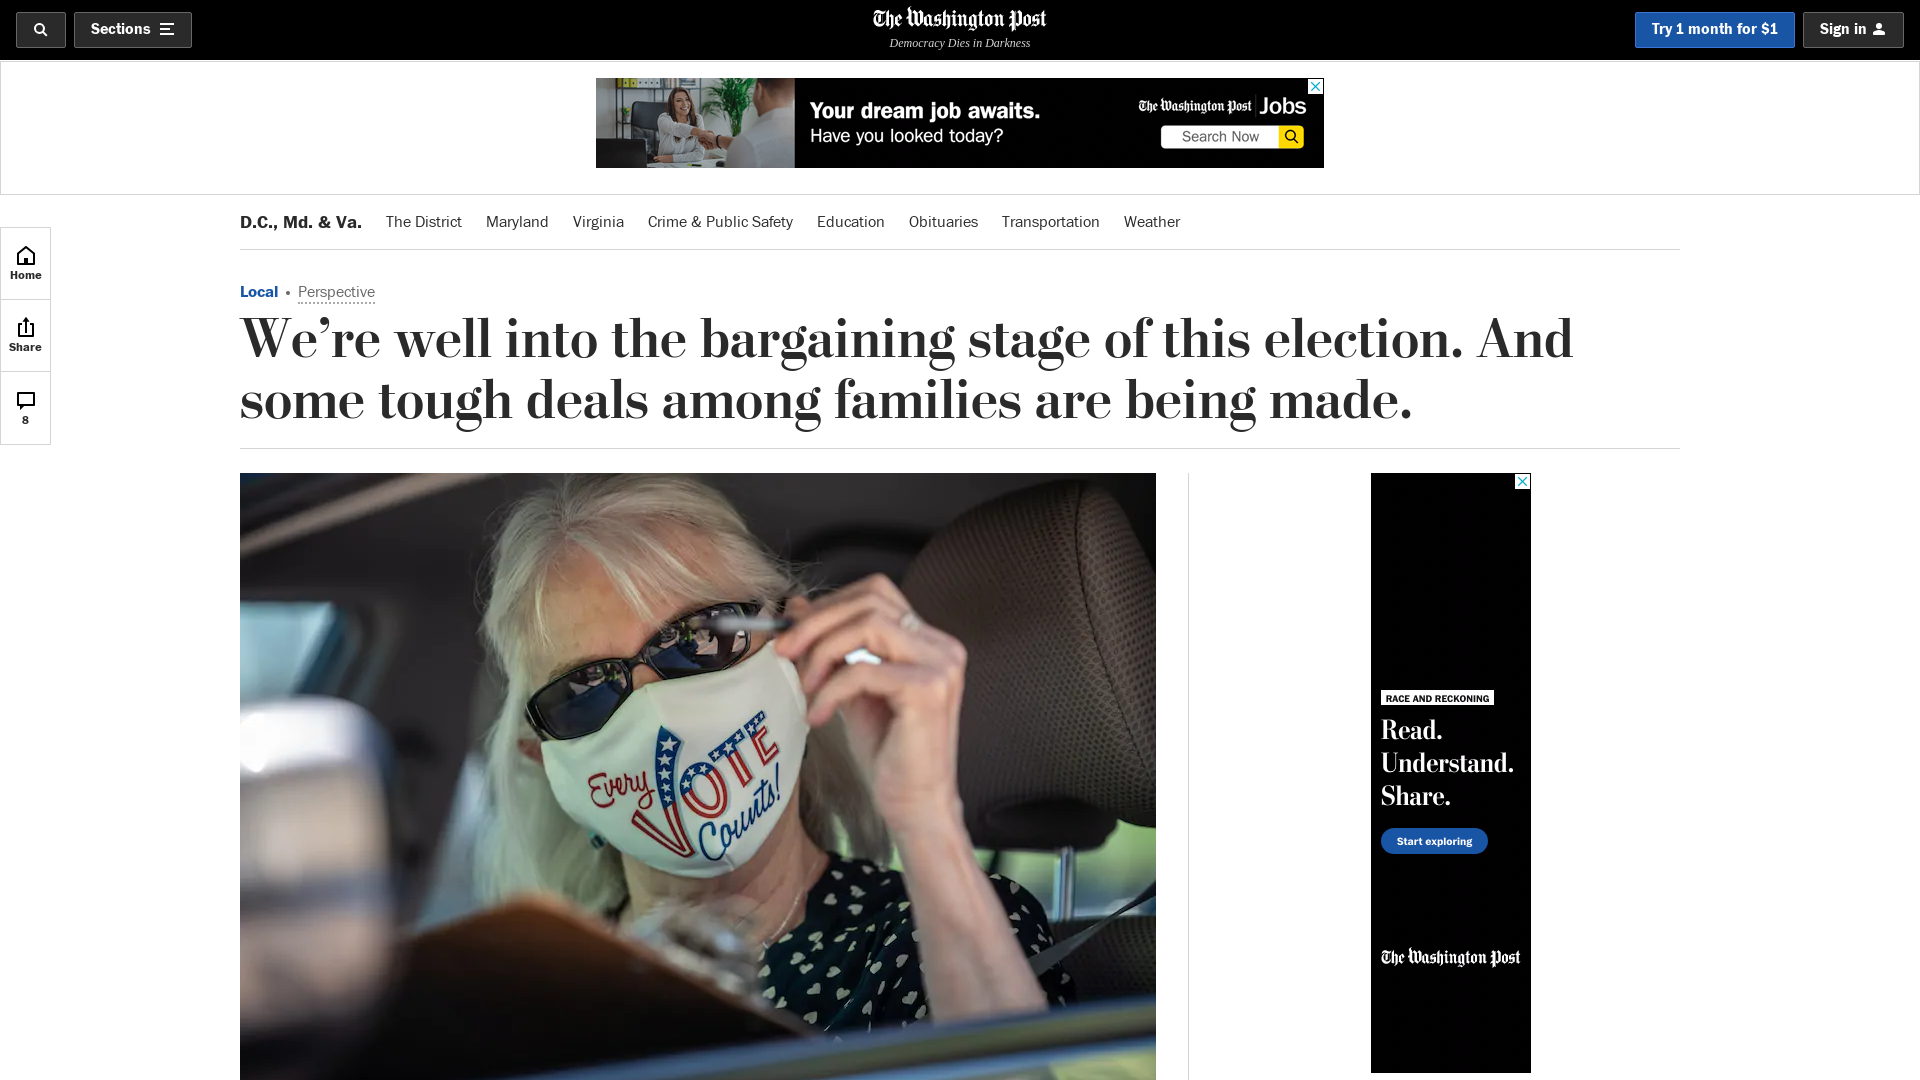 Sections
The Washington Post
Democracy Dies in Darkness
Try 1 month for $1
Sign in
Your dream job awaits.
Have you looked today?
The Washington Post Jobs
Search Now
D.C., Md. & Va. The District Maryland Virginia Crime & Public Safety Education Obituaries Transportation Weather
Home
Share
8
Local • Perspective
We’re well into the bargaining stage of this election. And
some tough deals among families are being made.
Every
VOTE
Counts!
RACE AND RECKONING
Read.
Understand.
Share.
Start exploring
The Washington Post